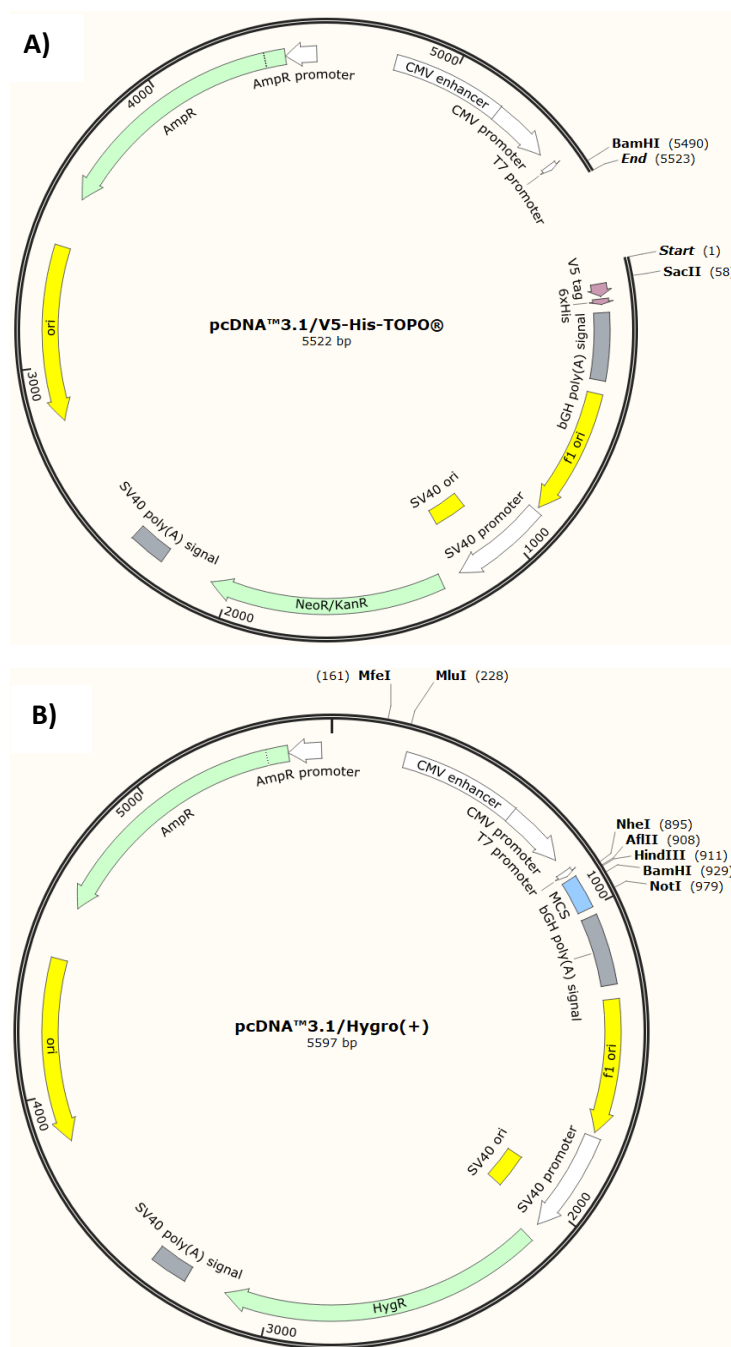 A)
5000
CMV enhancer
CMV promoter
T7 promoter
BamHI (5490)
End (5523)
Start (1)
SacII (58)
V5 tag
6xHis
bGH poly(A) signal
f1 ori
1000
SV40 promoter
SV40 ori
NeoR/KanR
2000
SV40 poly(A) signal
3000
ori
4000
AmpR
AmpR promoter
pcDNA™3.1/V5-His-TOPO®
5522 bp
B)
(161) MfeI
MluI (228)
CMV enhancer
CMV promoter
T7 promoter
NheI (895)
AflII (908)
HindIII (911)
BamHI (929)
NotI (979)
1000
MCS
bGH poly(A) signal
f1 ori
SV40 promoter
2000
SV40 ori
HygR
3000
SV40 poly(A) signal
4000
ori
5000
AmpR
AmpR promoter
pcDNA™3.1/Hygro(+)
5597 bp